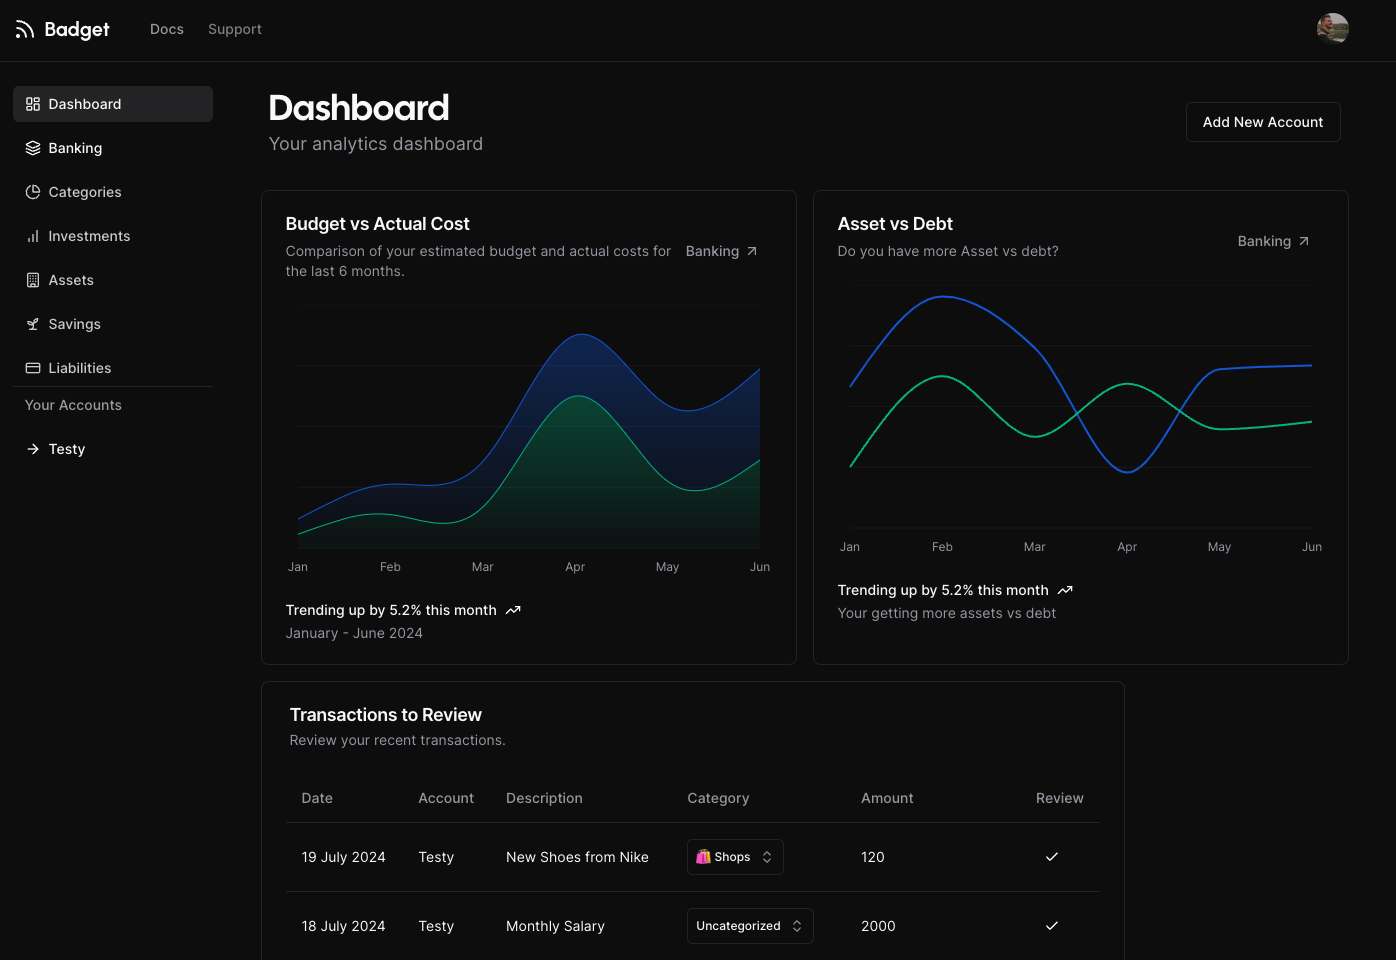 Badget
Docs
Support
Dashboard
Banking
Categories
Investments
Assets
Savings
Liabilities
Your Accounts
Testy
Dashboard
Your analytics dashboard
Add New Account
Budget vs Actual Cost
Comparison of your estimated budget and actual costs for
the last 6 months.
Banking
Jan Feb Mar Apr May Jun
Trending up by 5.2% this month
January - June 2024
Asset vs Debt
Do you have more Asset vs debt?
Banking
Jan Feb Mar Apr May Jun
Trending up by 5.2% this month
Your getting more assets vs debt
Transactions to Review
Review your recent transactions.
Date Account Description Category Amount Review
19 July 2024 Testy New Shoes from Nike Shops 120
18 July 2024 Testy Monthly Salary Uncategorized 2000